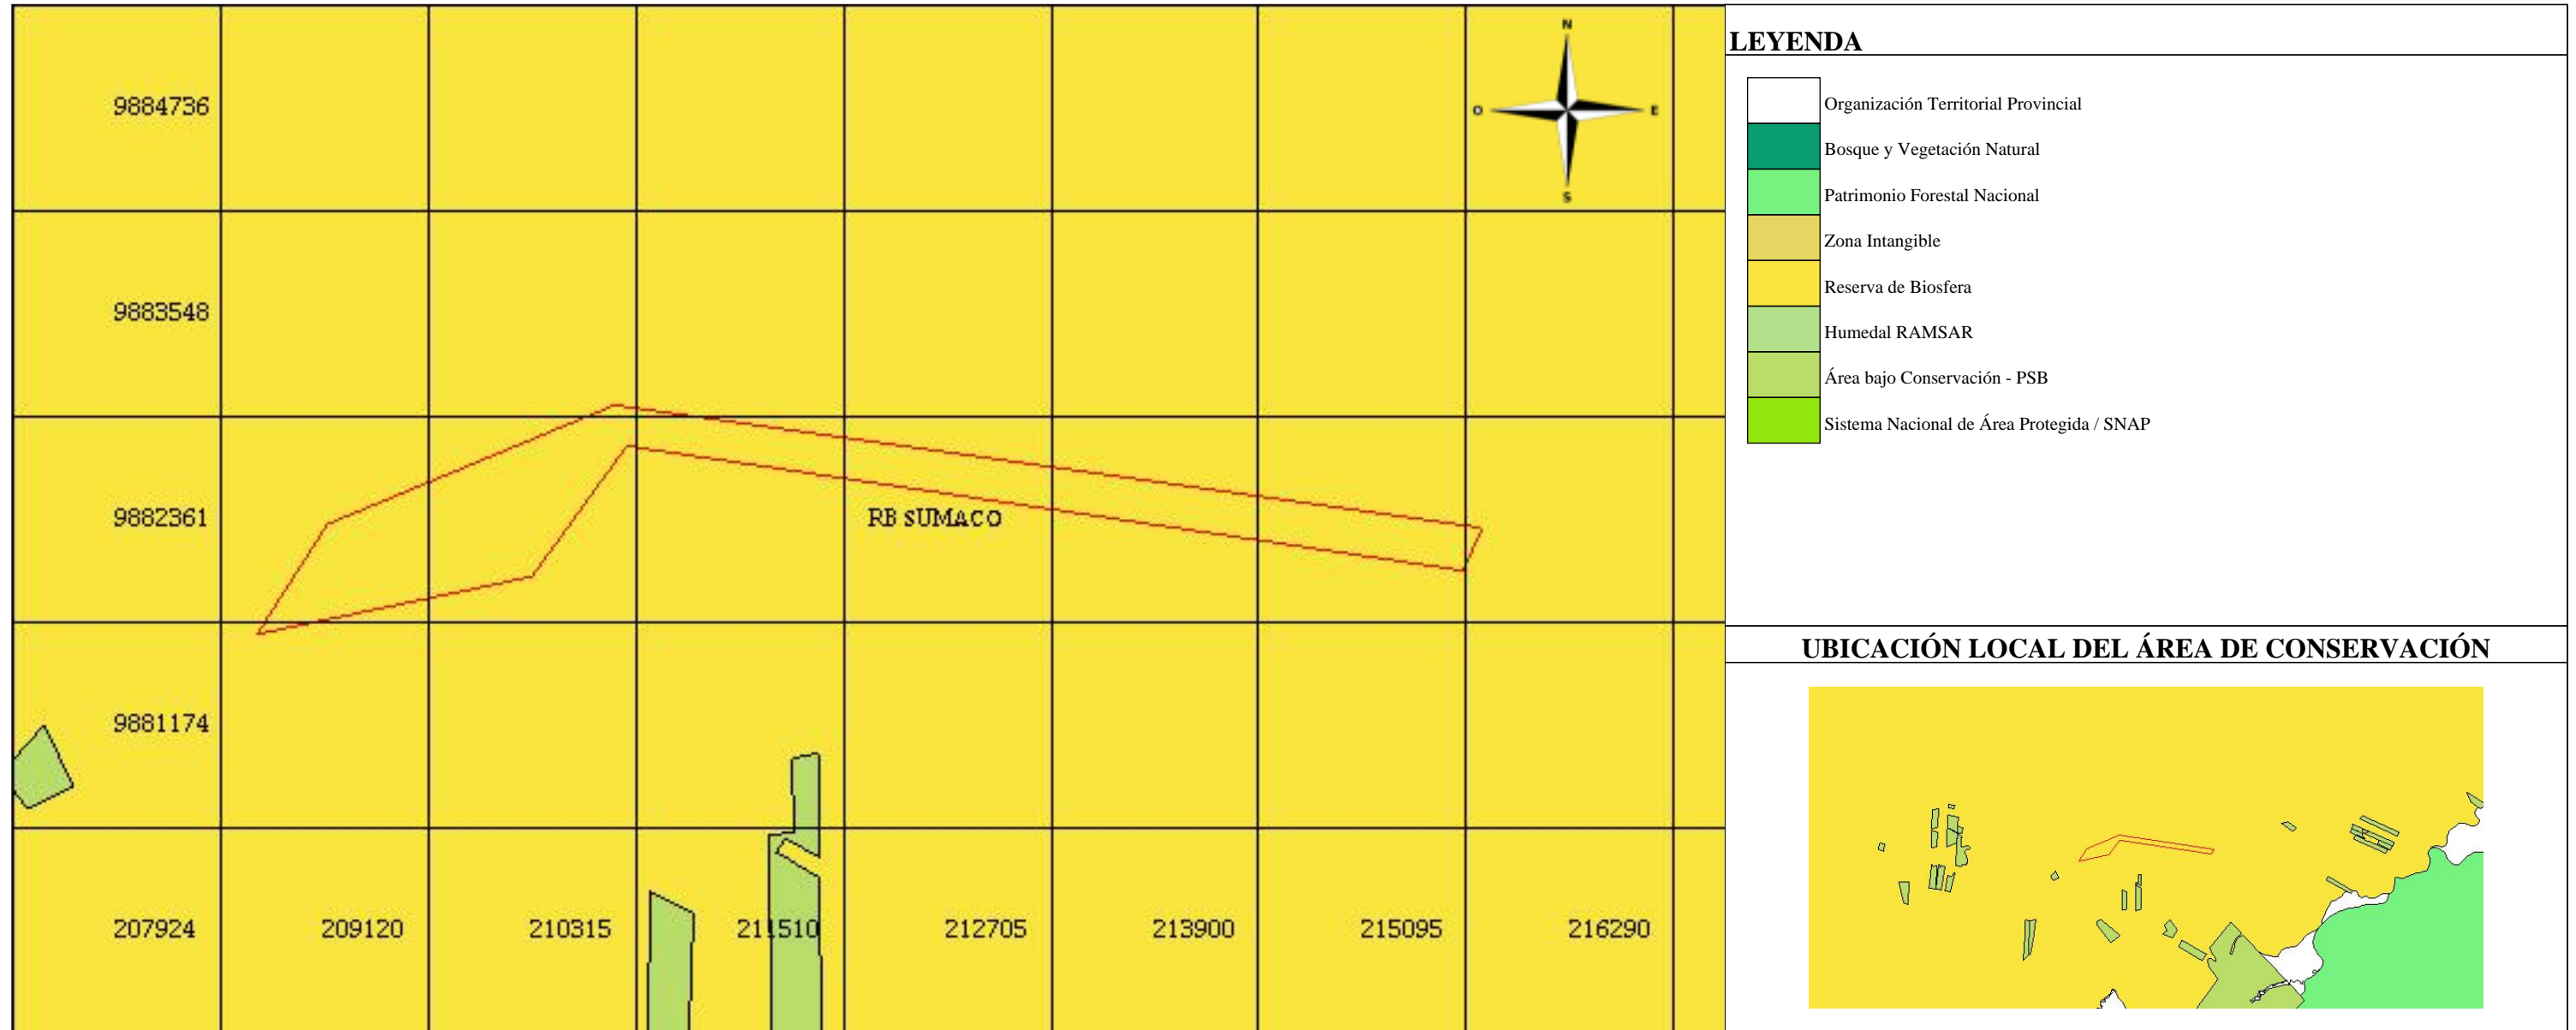 N
O
E
S
9884736
9883548
9882361
RB SUMACO
9881174
207924
209120
210315
211510
212705
213900
215095
216290
LEYENDA
Organización Territorial Provincial
Bosque y Vegetación Natural
Patrimonio Forestal Nacional
Zona Intangible
Reserva de Biosfera
Humedal RAMSAR
Área bajo Conservación - PSB
Sistema Nacional de Área Protegida / SNAP
UBICACIÓN LOCAL DEL ÁREA DE CONSERVACIÓN